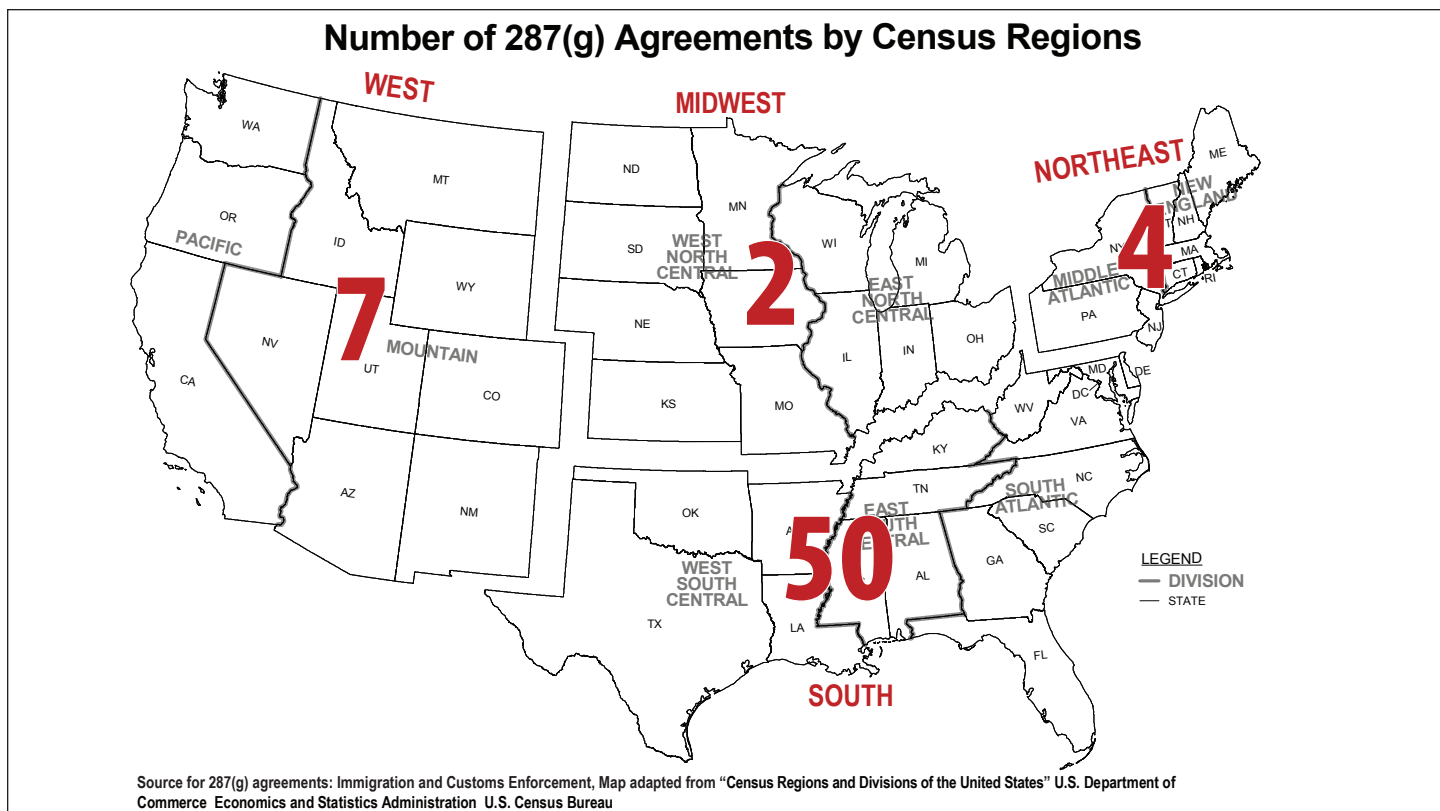 Number of 287(g) Agreements by Census Regions
WEST
MIDWEST
NORTHEAST
WA
MT
ND
MN
ME
OR
PACIFIC
ID
SD
WEST
NORTH
CENTRAL
WI
MI
NEW
ENGLAND
NH
MA
CT
RI
4
MIDDLE
ATLANTIC
PA
NJ
WY
7
2
EAST
NORTH
CENTRAL
NV
NE
IL
IN
OH
MD
DE
DC
CA
UT
MOUNTAIN
CO
KS
MO
WV
VA
KY
AZ
NM
OK
TN
NC
SOUTH
ATLANTIC
SC
EAST
CENTRAL
50
WEST
SOUTH
CENTRAL
AL
GA
TX
LA
FL
SOUTH
LEGEND
DIVISION
STATE
Source for 287(g) agreements: Immigration and Customs Enforcement, Map adapted from “Census Regions and Divisions of the United States” U.S. Department of
Commerce Economics and Statistics Administration U.S. Census Bureau